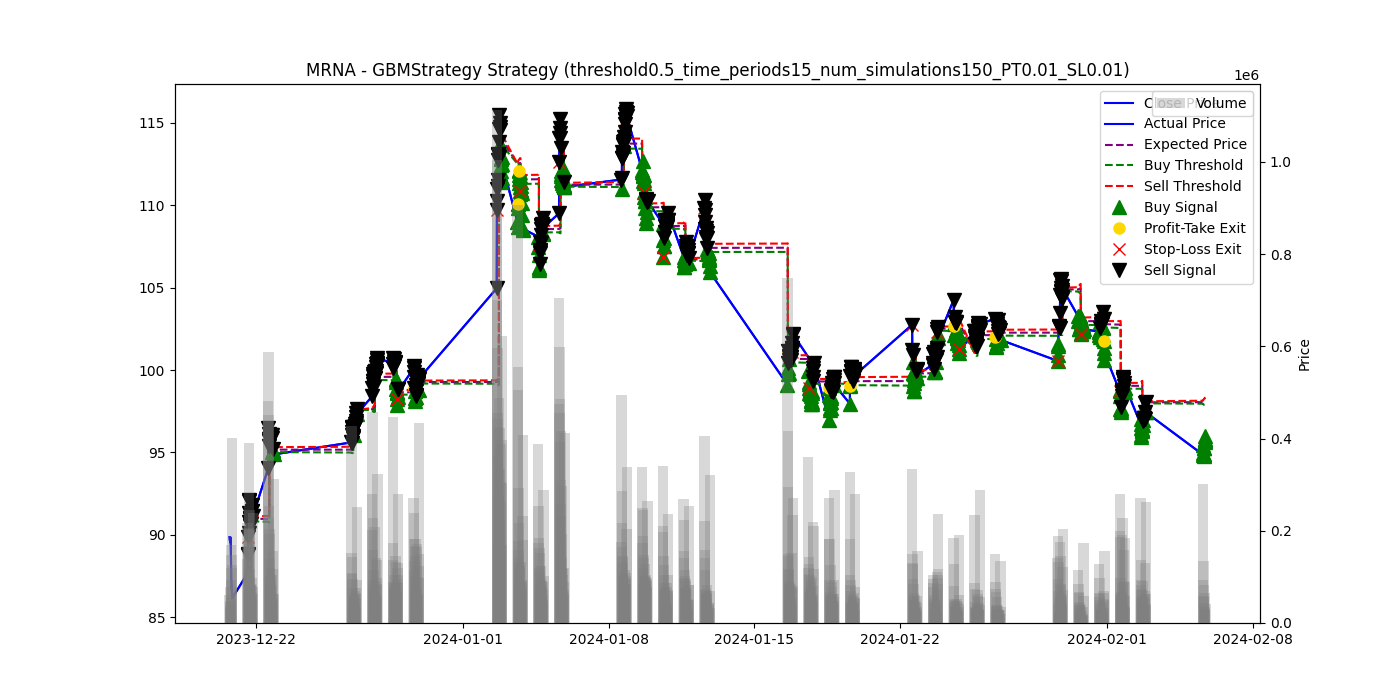 MRNA - GBMStrategy Strategy (threshold0.5_time_periods15_num_simulations150_PT0.01_SL0.01)
1e6
115
110
105
100
95
90
85
1.0
0.8
0.6
0.4
0.2
0.0
Price
Volume
Actual Price
Expected Price
Buy Threshold
Sell Threshold
Buy Signal
Profit-Take Exit
Stop-Loss Exit
Sell Signal
2023-12-22
2024-01-01
2024-01-08
2024-01-15
2024-01-22
2024-02-01
2024-02-08